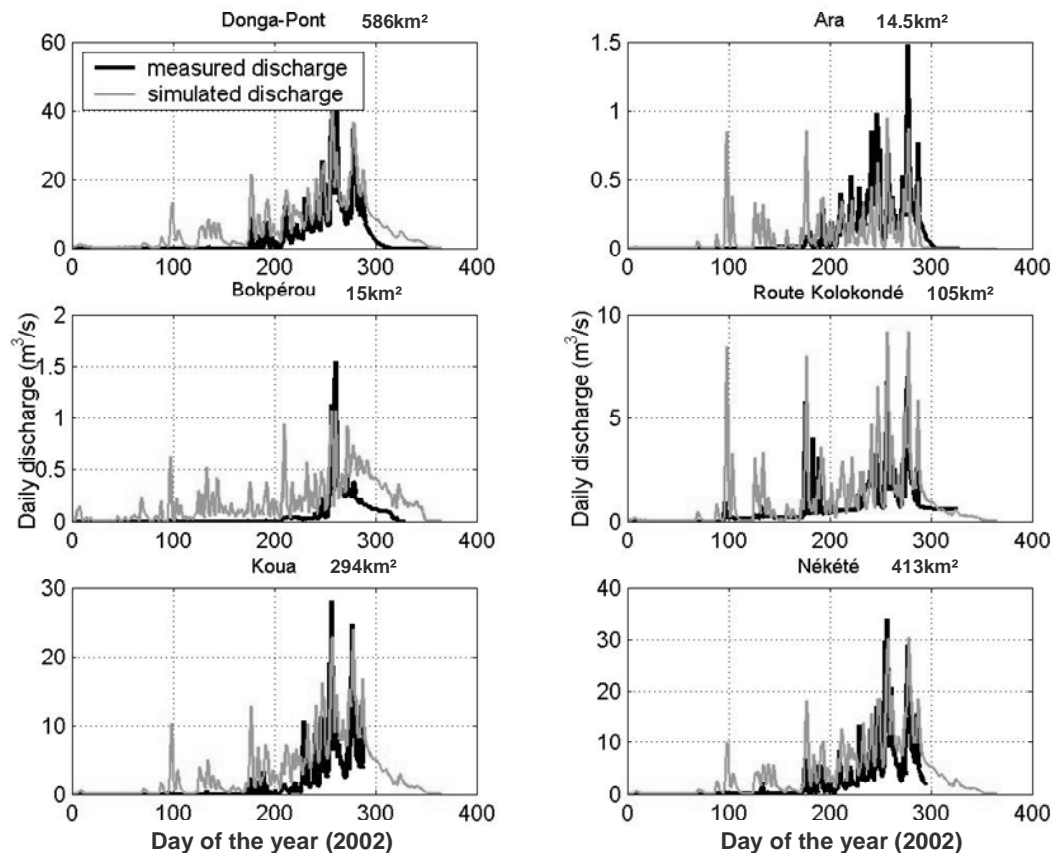 Donga-Pont 586km²
60
40
20
0
measured discharge
simulated discharge
0 100 200 300 400
Ara 14.5km²
1.5
1
0.5
0
0 100 200 300 400
Bokpérou 15km²
Daily discharge (m³/s)
2
1.5
1
0.5
0
0 100 200 300 400
Route Kolokondé 105km²
Daily discharge (m³/s)
10
5
0
0 100 200 300 400
Koua 294km²
30
20
10
0
0 100 200 300 400
Day of the year (2002)
Nékété 413km²
40
30
20
10
0
0 100 200 300 400
Day of the year (2002)